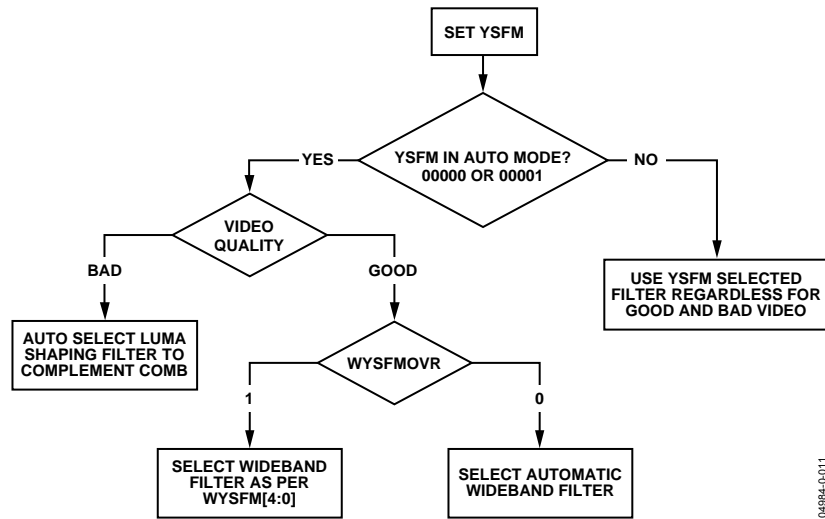 SET YSFM
YSFM IN AUTO MODE?
00000 OR 00001
YES
NO
VIDEO
QUALITY
BAD
GOOD
USE YSFM SELECTED
FILTER REGARDLESS FOR
GOOD AND BAD VIDEO
AUTO SELECT LUMA
SHAPING FILTER TO
COMPLEMENT COMB
WYSFMOVR
1
0
SELECT WIDEBAND
FILTER AS PER
WYSFM[4:0]
SELECT AUTOMATIC
WIDEBAND FILTER
04984-0-011